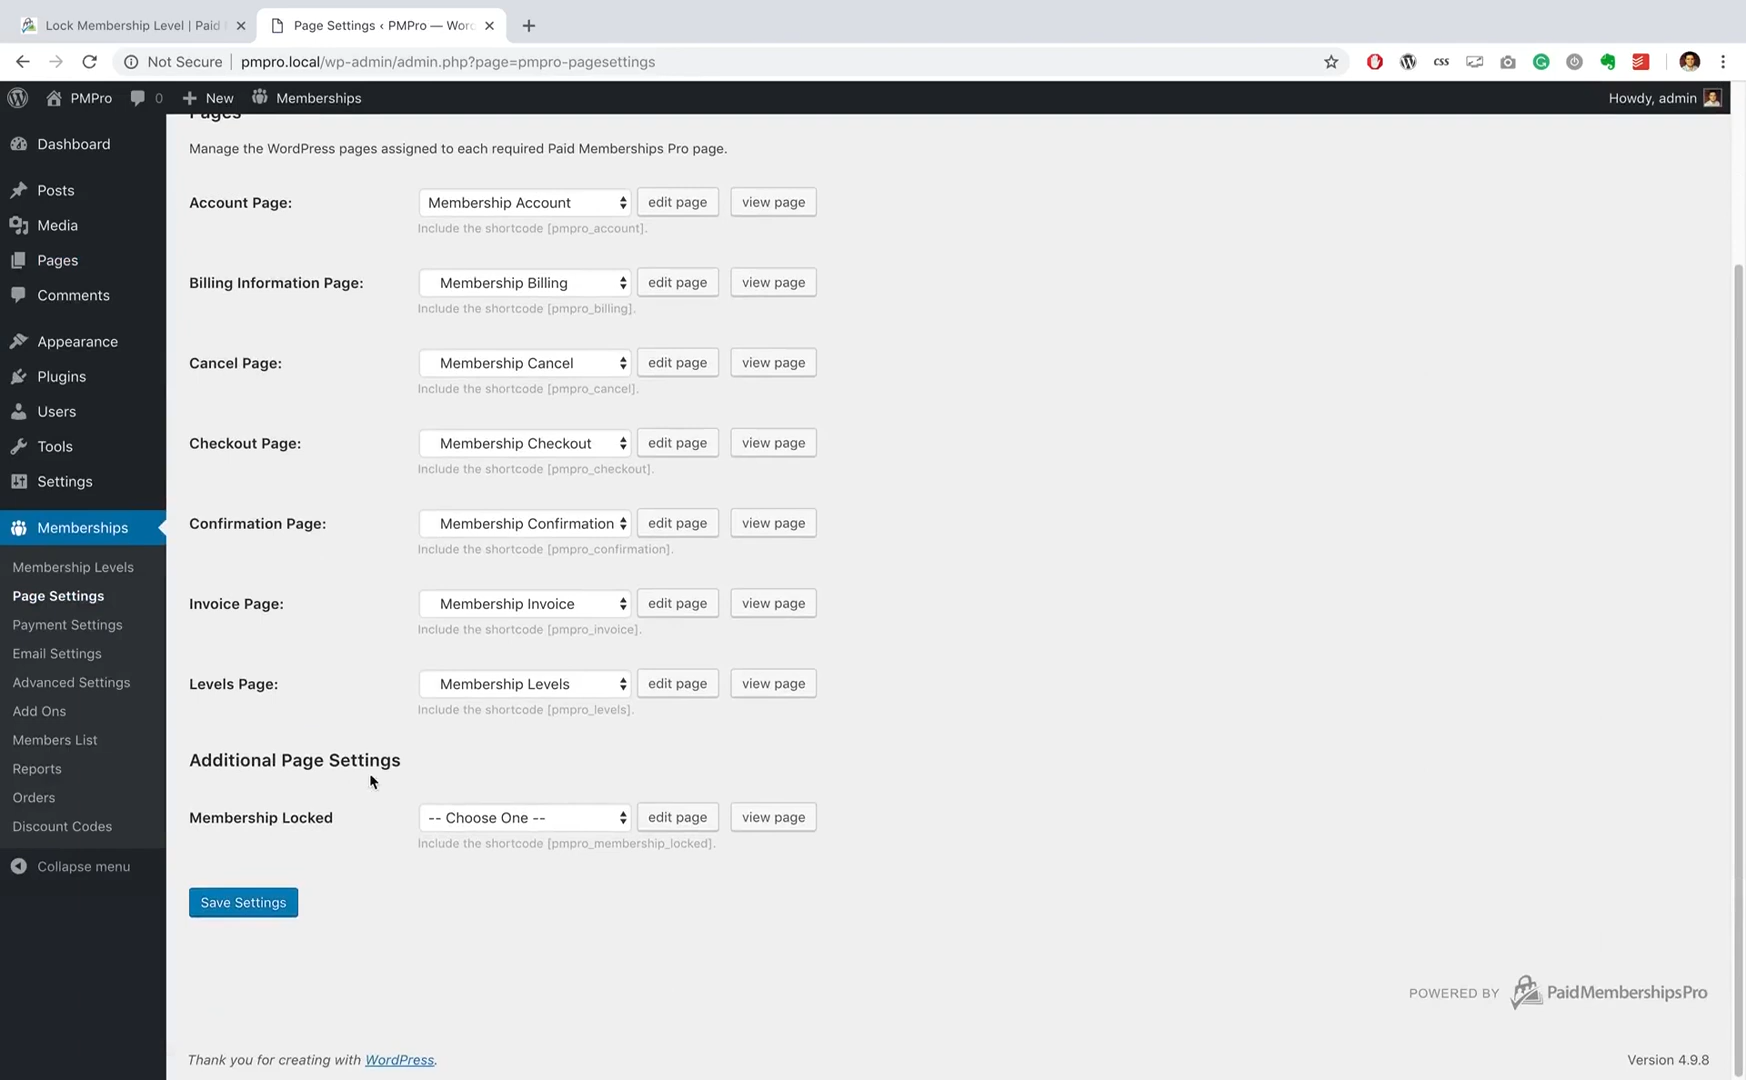 Lock Membership Level | Paid
Page Settings ‹ PMPro — Word
Not Secure | pmpro.local/wp-admin/admin.php?page=pmpro-pagesettings
css
PMPro 0 New Memberships Howdy, admin
Dashboard
Posts
Media
Pages
Comments
Appearance
Plugins
Users
Tools
Settings
Memberships
Membership Levels
Page Settings
Payment Settings
Email Settings
Advanced Settings
Add Ons
Members List
Reports
Orders
Discount Codes
Collapse menu
Pages
Manage the WordPress pages assigned to each required Paid Memberships Pro page.
Account Page: Membership Account edit page view page
Include the shortcode [pmpro_account].
Billing Information Page: Membership Billing edit page view page
Include the shortcode [pmpro_billing].
Cancel Page: Membership Cancel edit page view page
Include the shortcode [pmpro_cancel].
Checkout Page: Membership Checkout edit page view page
Include the shortcode [pmpro_checkout].
Confirmation Page: Membership Confirmation edit page view page
Include the shortcode [pmpro_confirmation].
Invoice Page: Membership Invoice edit page view page
Include the shortcode [pmpro_invoice].
Levels Page: Membership Levels edit page view page
Include the shortcode [pmpro_levels].
Additional Page Settings
Membership Locked -- Choose One -- edit page view page
Include the shortcode [pmpro_membership_locked].
Save Settings
POWERED BY PaidMembershipsPro
Thank you for creating with WordPress.
Version 4.9.8